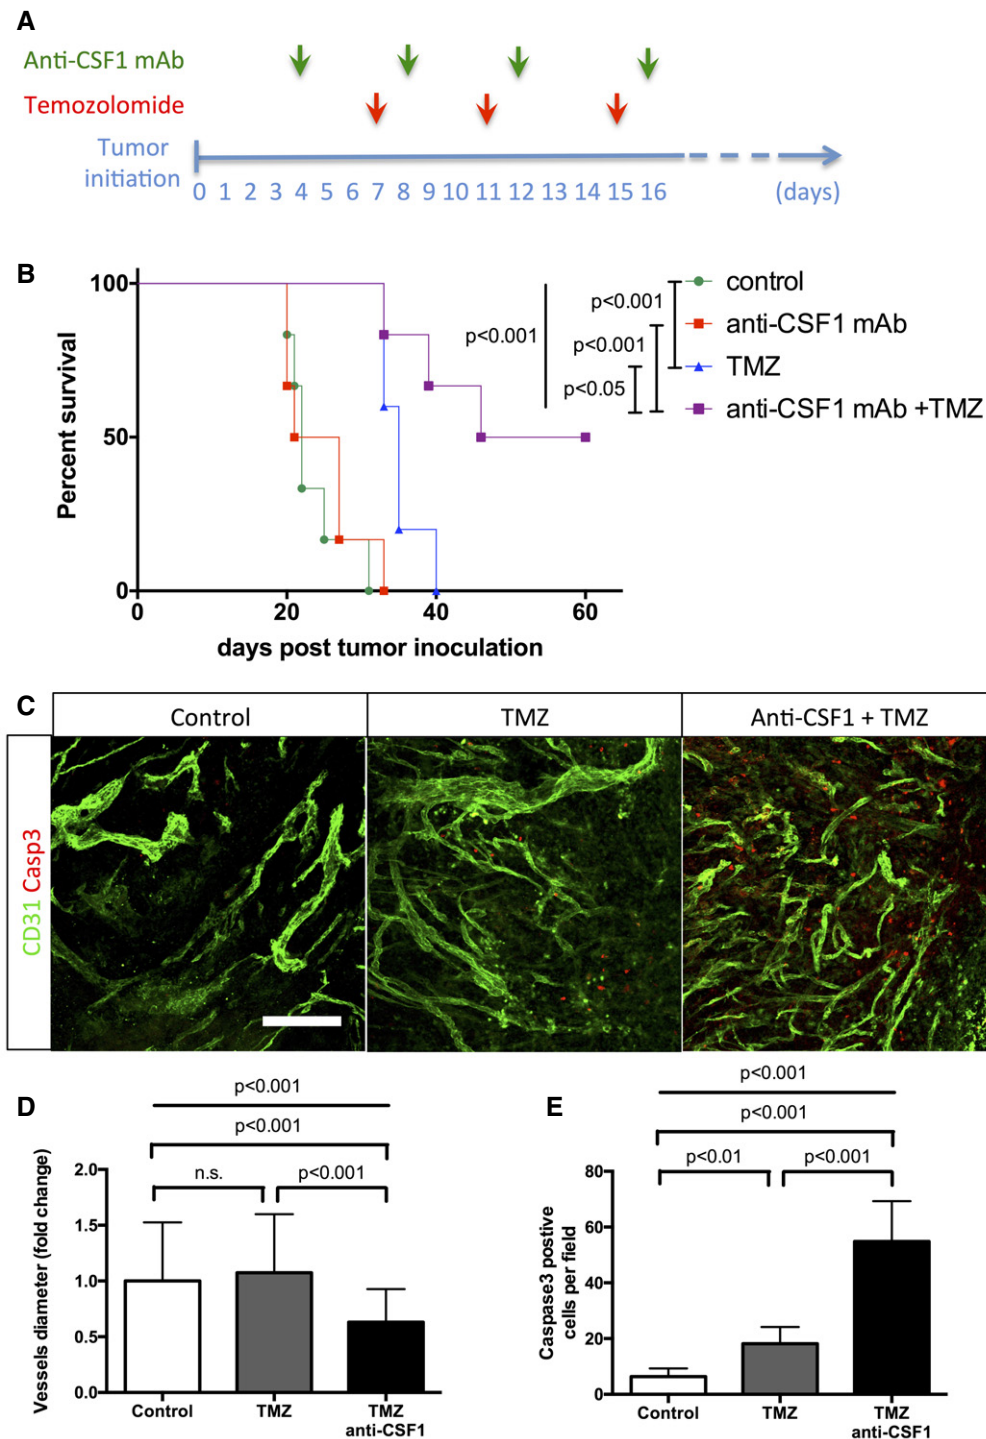 A
Anti-CSF1 mAb
Temozolomide
Tumor
initiation
0 1 2 3 4 5 6 7 8 9 10 11 12 13 14 15 16 (days)
B
Percent survival
100
50
0
0 20 40 60
days post tumor inoculation
p<0.001
p<0.001
p<0.001
p<0.05
control
anti-CSF1 mAb
TMZ
anti-CSF1 mAb +TMZ
C
Control TMZ Anti-CSF1 + TMZ
CD31 Casp3
D
p<0.001
p<0.001
n.s. p<0.001
Vessels diameter (fold change)
2.0
1.5
1.0
0.5
0.0
Control TMZ TMZ
anti-CSF1
E
p<0.001
p<0.001
p<0.01 p<0.001
Caspase3 postive
cells per field
80
60
40
20
0
Control TMZ TMZ
anti-CSF1